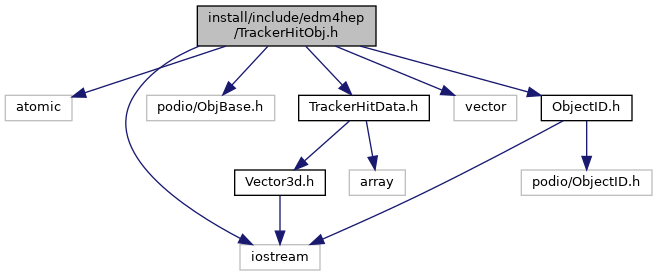 install/include/edm4hep
/TrackerHitObj.h
atomic
podio/ObjBase.h
TrackerHitData.h
vector
ObjectID.h
Vector3d.h
array
podio/ObjectID.h
iostream